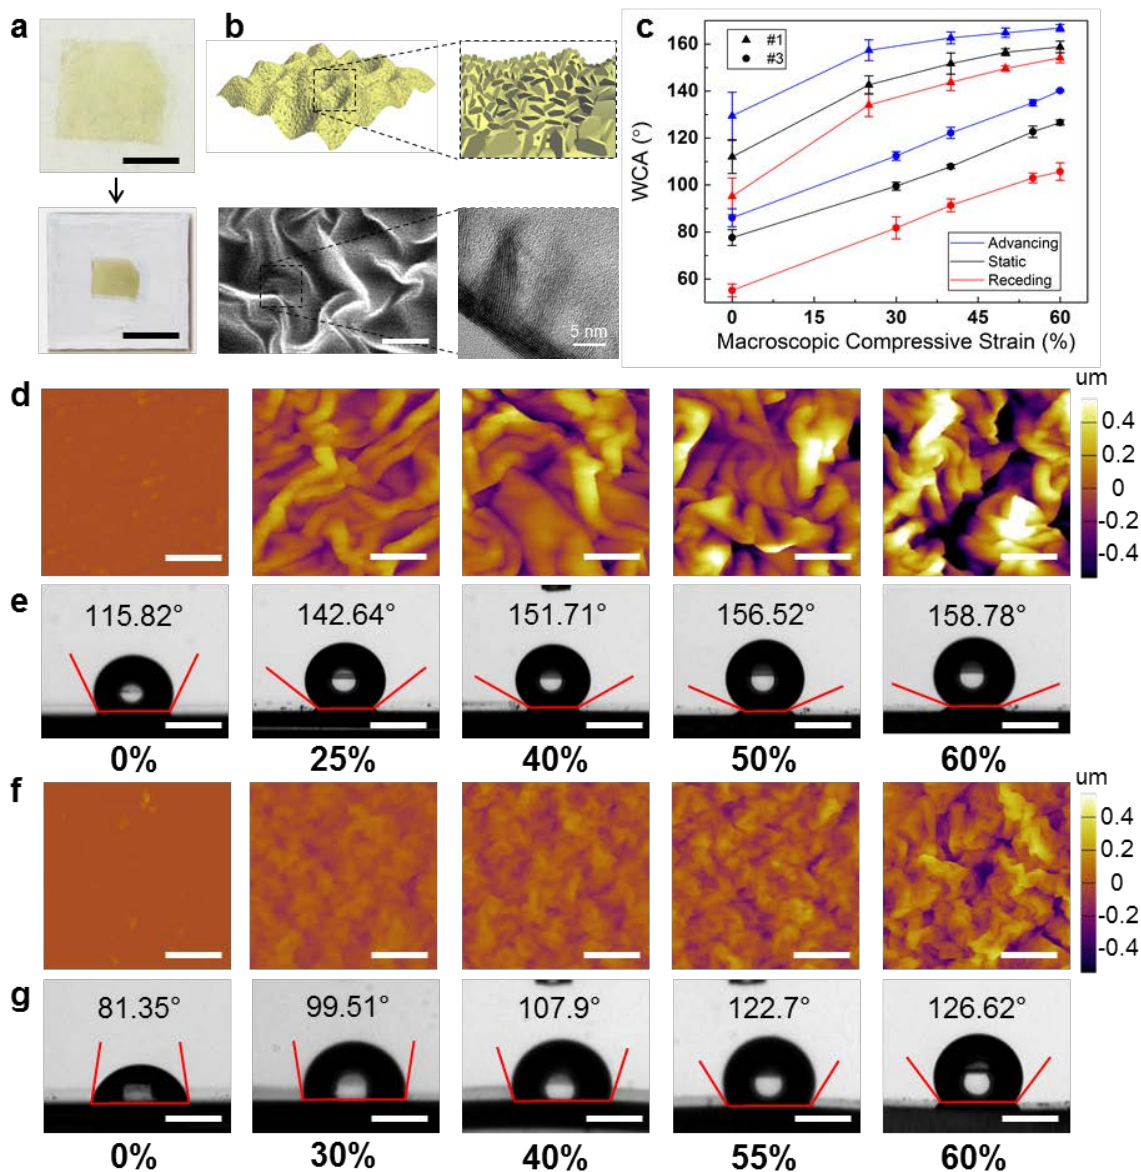 a
b
5 nm
c
#1
#3
160
140
120
100
80
60
WCA (°)
Advancing
Static
Receding
0
15
30
45
60
Macroscopic Compressive Strain (%)
d
um
0.4
0.2
0
-0.2
-0.4
e
115.82°
142.64°
151.71°
156.52°
158.78°
0%
25%
40%
50%
60%
f
um
0.4
0.2
0
-0.2
-0.4
g
81.35°
99.51°
107.9°
122.7°
126.62°
0%
30%
40%
55%
60%